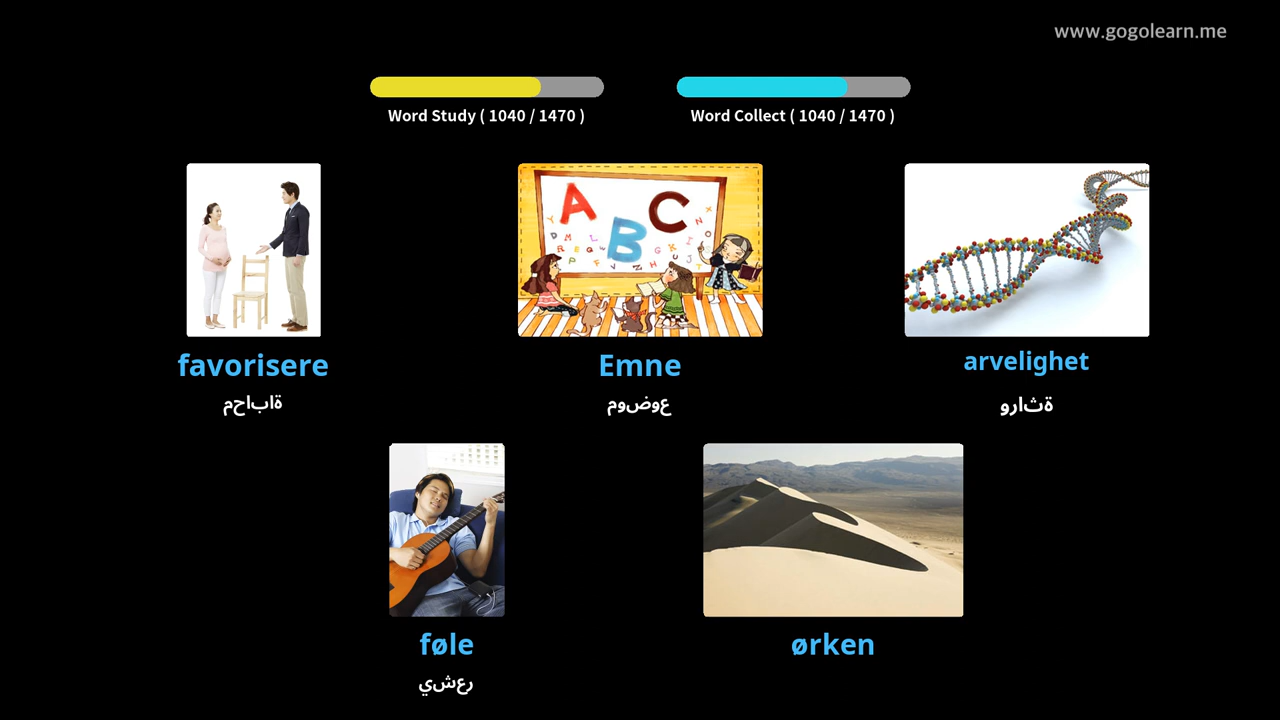 www.gogolearn.me
Word Study ( 1040 / 1470 )
Word Collect ( 1040 / 1470 )
A B C
favorisere
ةاباحم
Emne
عوضوم
arvelighet
ةثارو
føle
رعشي
ørken